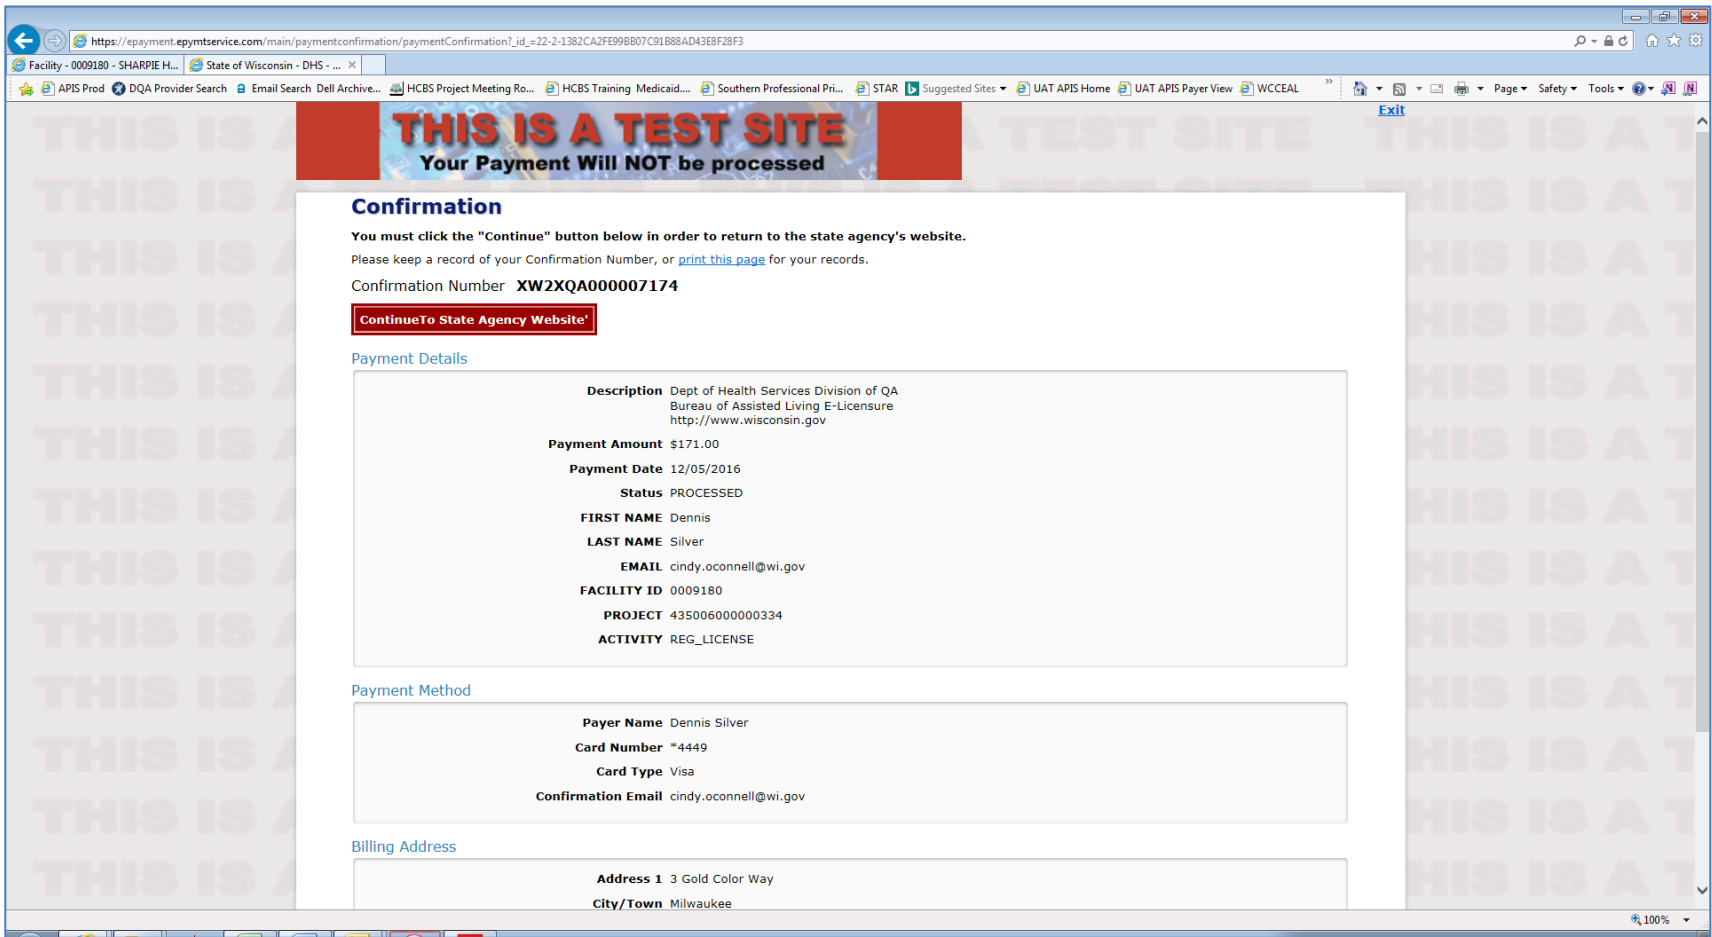 https://epayment.epymtservice.com/main/paymentconfirmation/paymentConfirmation?_id_=22-2-1382CA2FE99BB07C91B88AD43E8F28F3
Facility - 0009180 - SHARPIE H... State of Wisconsin - DHS - ...
APIS Prod DQA Provider Search Email Search Dell Archive... HCBS Project Meeting Ro... HCBS Training Medicaid.... Southern Professional Pri... STAR Suggested Sites UAT APIS Home UAT APIS Payer View WCCEAL » Page Safety Tools
Exit
THIS IS A TEST SITE
Your Payment Will NOT be processed
Confirmation
You must click the "Continue" button below in order to return to the state agency's website.
Please keep a record of your Confirmation Number, or print this page for your records.
Confirmation Number XW2XQA000007174
ContinueTo State Agency Website'
Payment Details
Description Dept of Health Services Division of QA
Bureau of Assisted Living E-Licensure
http://www.wisconsin.gov
Payment Amount $171.00
Payment Date 12/05/2016
Status PROCESSED
FIRST NAME Dennis
LAST NAME Silver
EMAIL cindy.oconnell@wi.gov
FACILITY ID 0009180
PROJECT 435006000000334
ACTIVITY REG_LICENSE
Payment Method
Payer Name Dennis Silver
Card Number *4449
Card Type Visa
Confirmation Email cindy.oconnell@wi.gov
Billing Address
Address 1 3 Gold Color Way
City/Town Milwaukee
100%